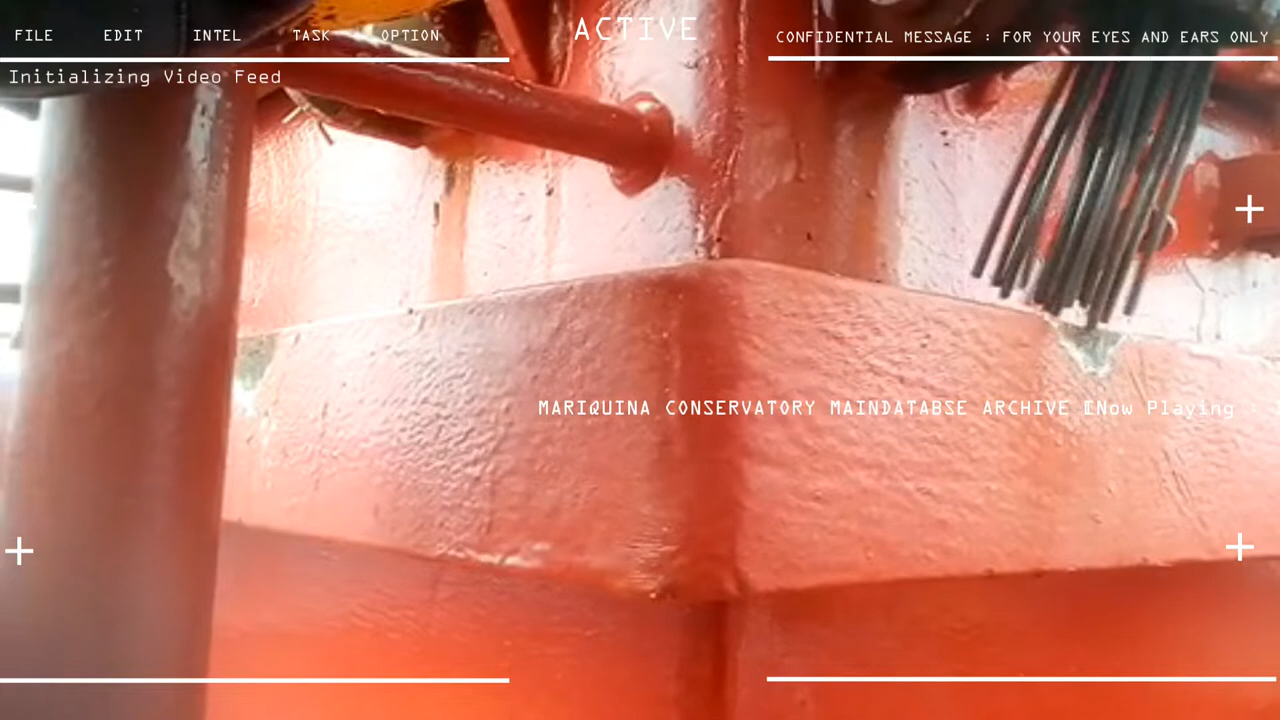 FILE EDIT INTEL TASK OPTION
ACTIVE
CONFIDENTIAL MESSAGE : FOR YOUR EYES AND EARS ONLY
Initializing Video Feed
MARIQUINA CONSERVATORY MAINDATABSE ARCHIVE
Now Playing :